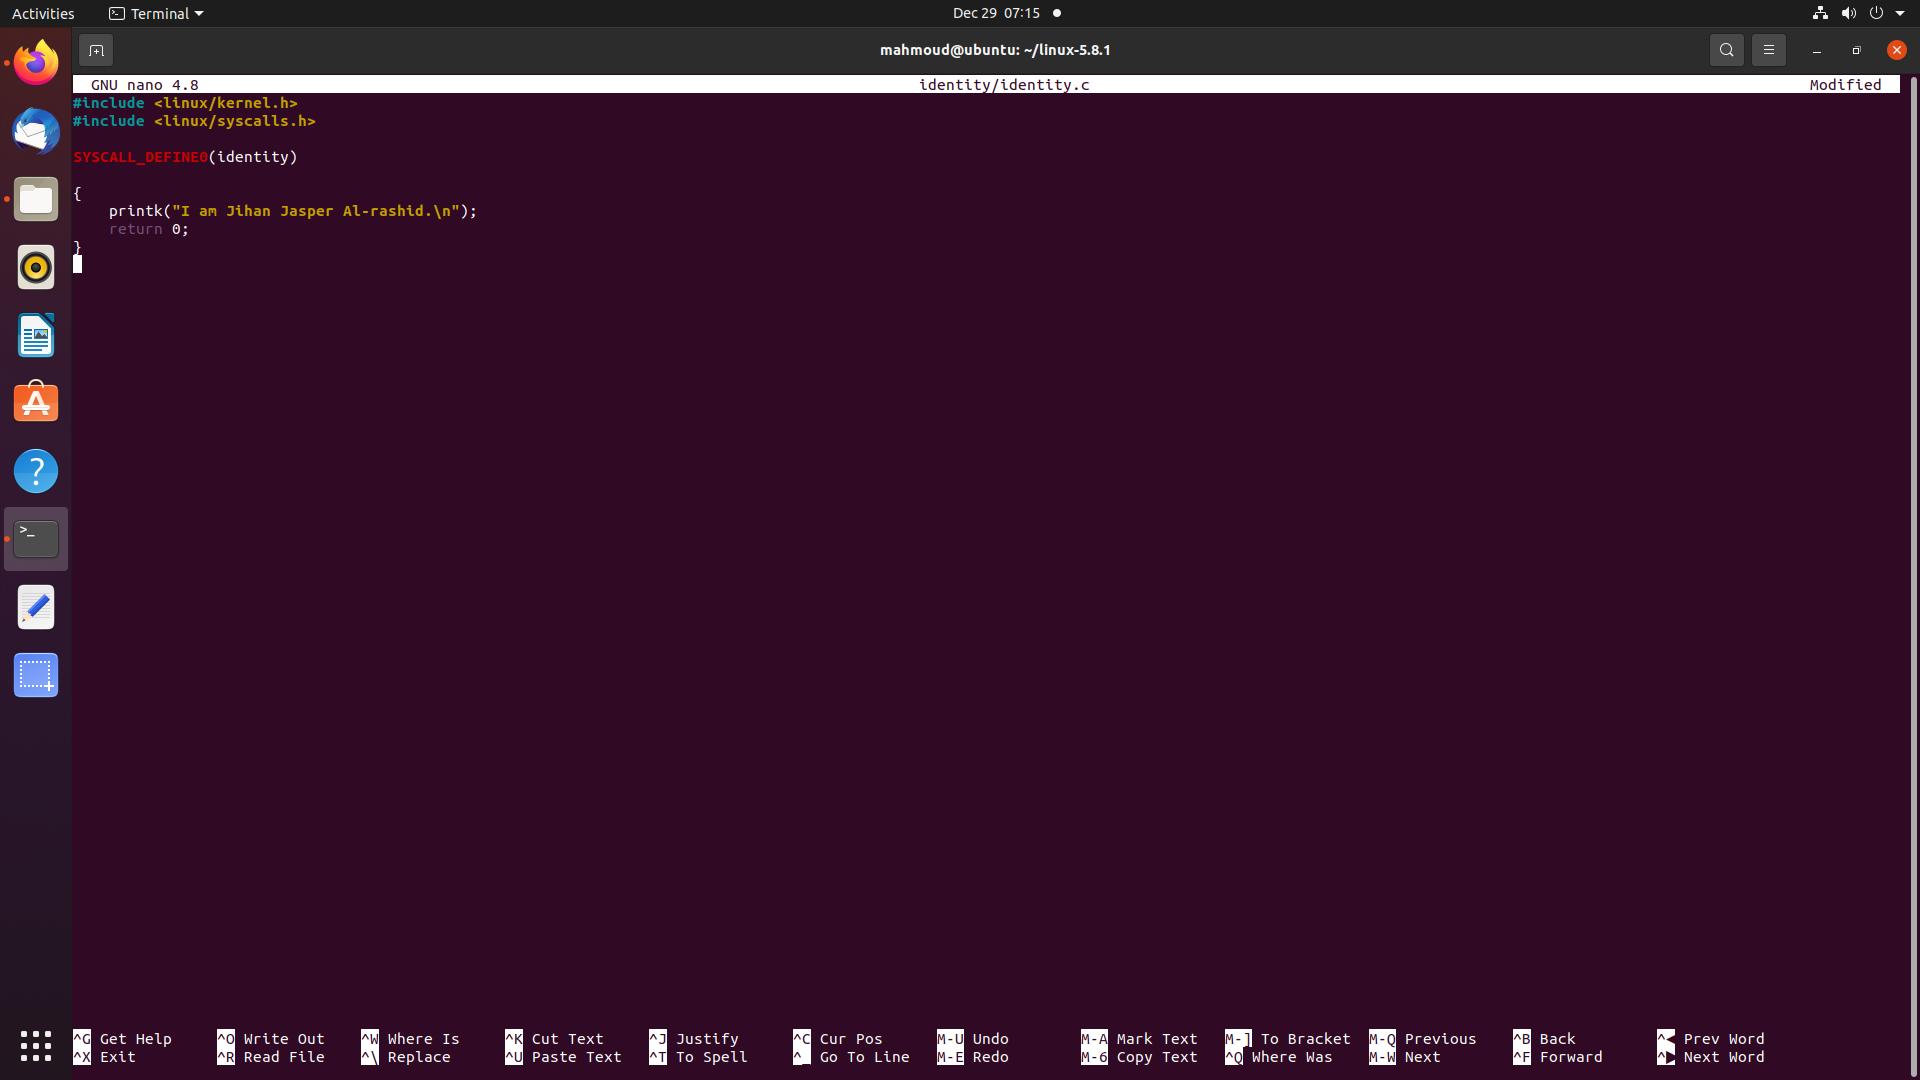 Activities Terminal Dec 29 07:15
mahmoud@ubuntu: ~/linux-5.8.1
GNU nano 4.8 identity/identity.c Modified
#include <linux/kernel.h>
#include <linux/syscalls.h>
SYSCALL_DEFINE0(identity)
{
    printk("I am Jihan Jasper Al-rashid.\n");
    return 0;
}
^G Get Help ^O Write Out ^W Where Is ^K Cut Text ^J Justify ^C Cur Pos M-U Undo M-A Mark Text M-] To Bracket M-Q Previous ^B Back ^◀ Prev Word
^X Exit ^R Read File ^\ Replace ^U Paste Text ^T To Spell ^_ Go To Line M-E Redo M-6 Copy Text ^Q Where Was M-W Next ^F Forward ^▶ Next Word